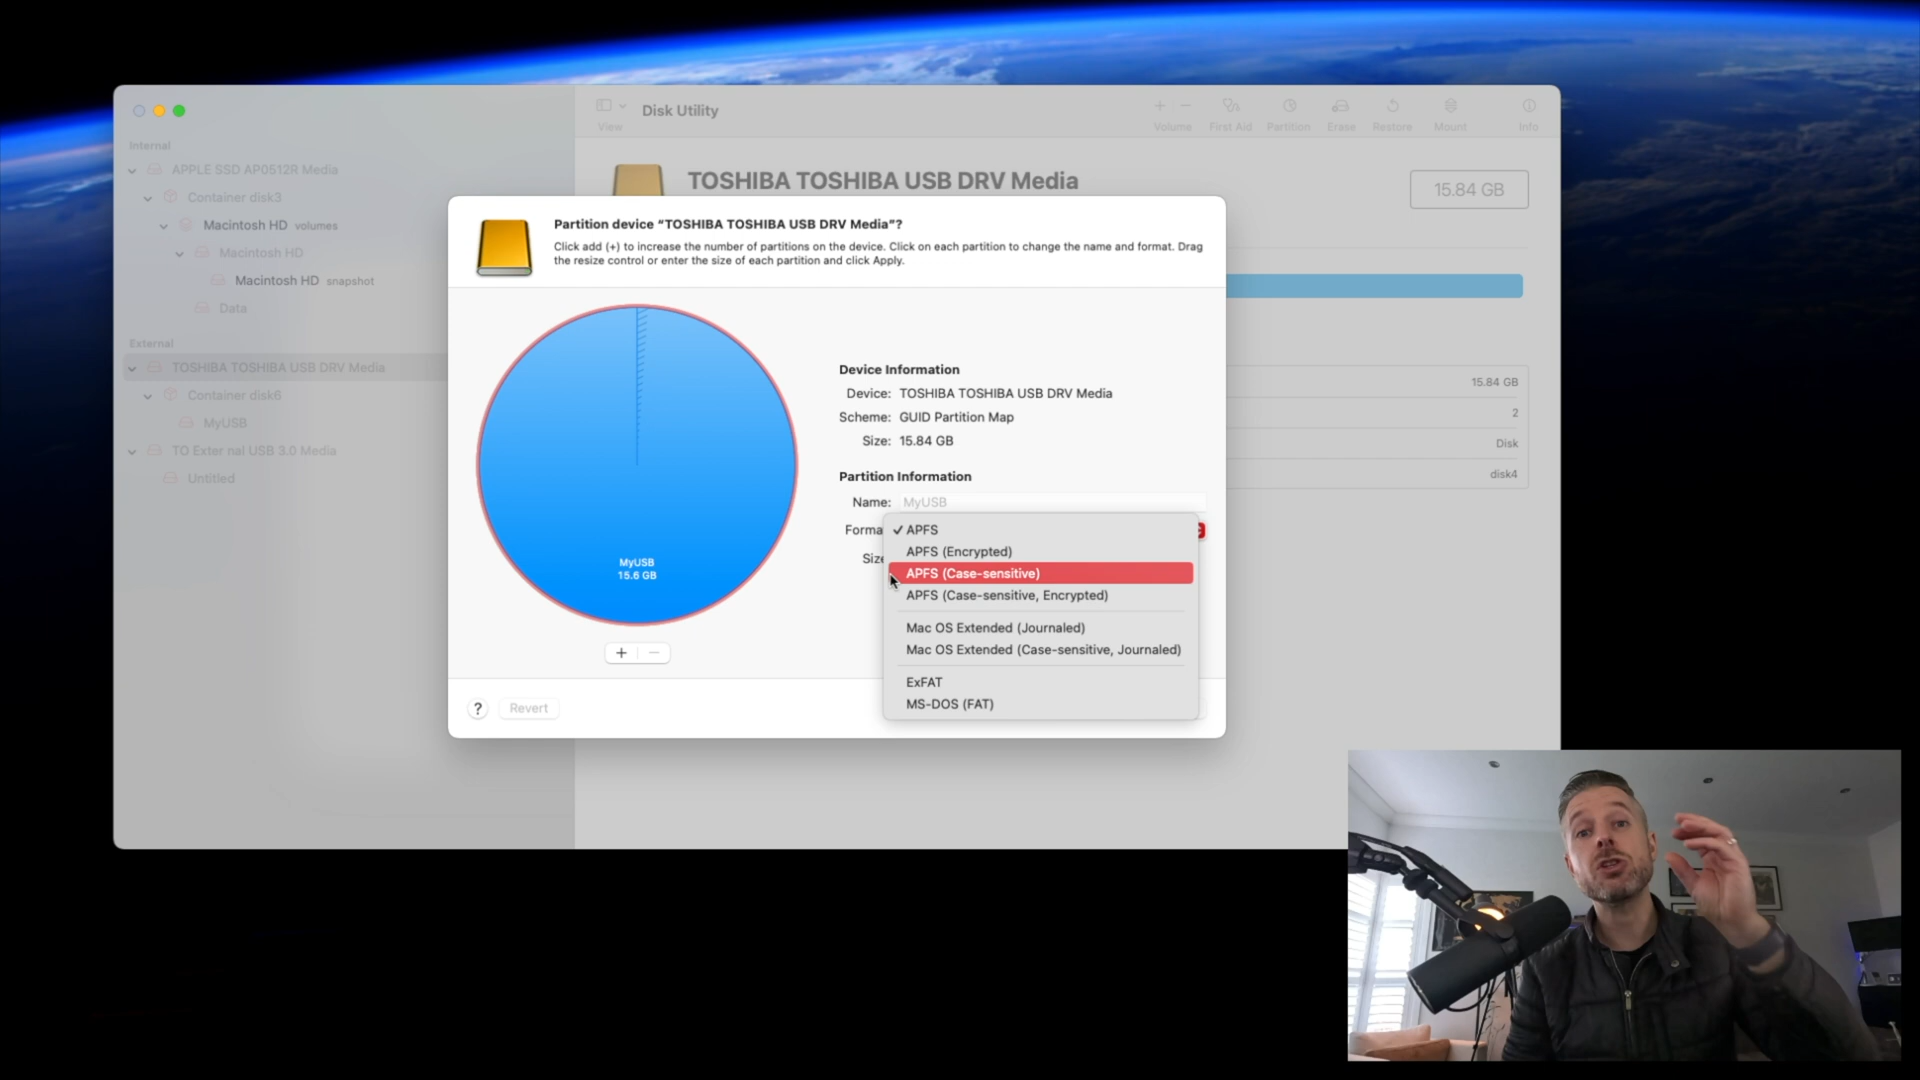 Disk Utility
View
Volume
First Aid
Partition
Erase
Restore
Mount
Info
Internal
APPLE SSD AP0512R Media
Container disk3
Macintosh HD volumes
Macintosh HD
Macintosh HD snapshot
Data
External
TOSHIBA TOSHIBA USB DRV Media
Container disk6
MyUSB
TO Exter nal USB 3.0 Media
Untitled
TOSHIBA TOSHIBA USB DRV Media
15.84 GB
15.84 GB
2
Disk
disk4
Partition device “TOSHIBA TOSHIBA USB DRV Media”?
Click add (+) to increase the number of partitions on the device. Click on each partition to change the name and format. Drag
the resize control or enter the size of each partition and click Apply.
MyUSB
15.6 GB
+ −
Device Information
Device: TOSHIBA TOSHIBA USB DRV Media
Scheme: GUID Partition Map
Size: 15.84 GB
Partition Information
Name: MyUSB
Forma
Size
✓ APFS
APFS (Encrypted)
APFS (Case-sensitive)
APFS (Case-sensitive, Encrypted)
Mac OS Extended (Journaled)
Mac OS Extended (Case-sensitive, Journaled)
ExFAT
MS-DOS (FAT)
? Revert